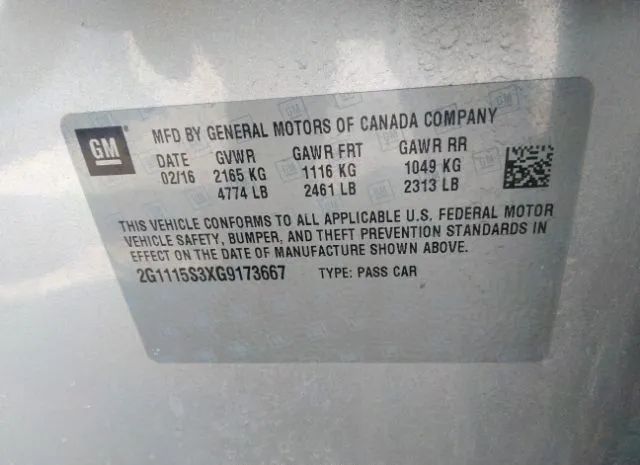 GM
MFD BY GENERAL MOTORS OF CANADA COMPANY
DATE GVWR GAWR FRT GAWR RR
02/16 2165 KG 1116 KG 1049 KG
4774 LB 2461 LB 2313 LB
THIS VEHICLE CONFORMS TO ALL APPLICABLE U.S. FEDERAL MOTOR
VEHICLE SAFETY, BUMPER, AND THEFT PREVENTION STANDARDS IN
EFFECT ON THE DATE OF MANUFACTURE SHOWN ABOVE.
2G1115S3XG9173667 TYPE: PASS CAR